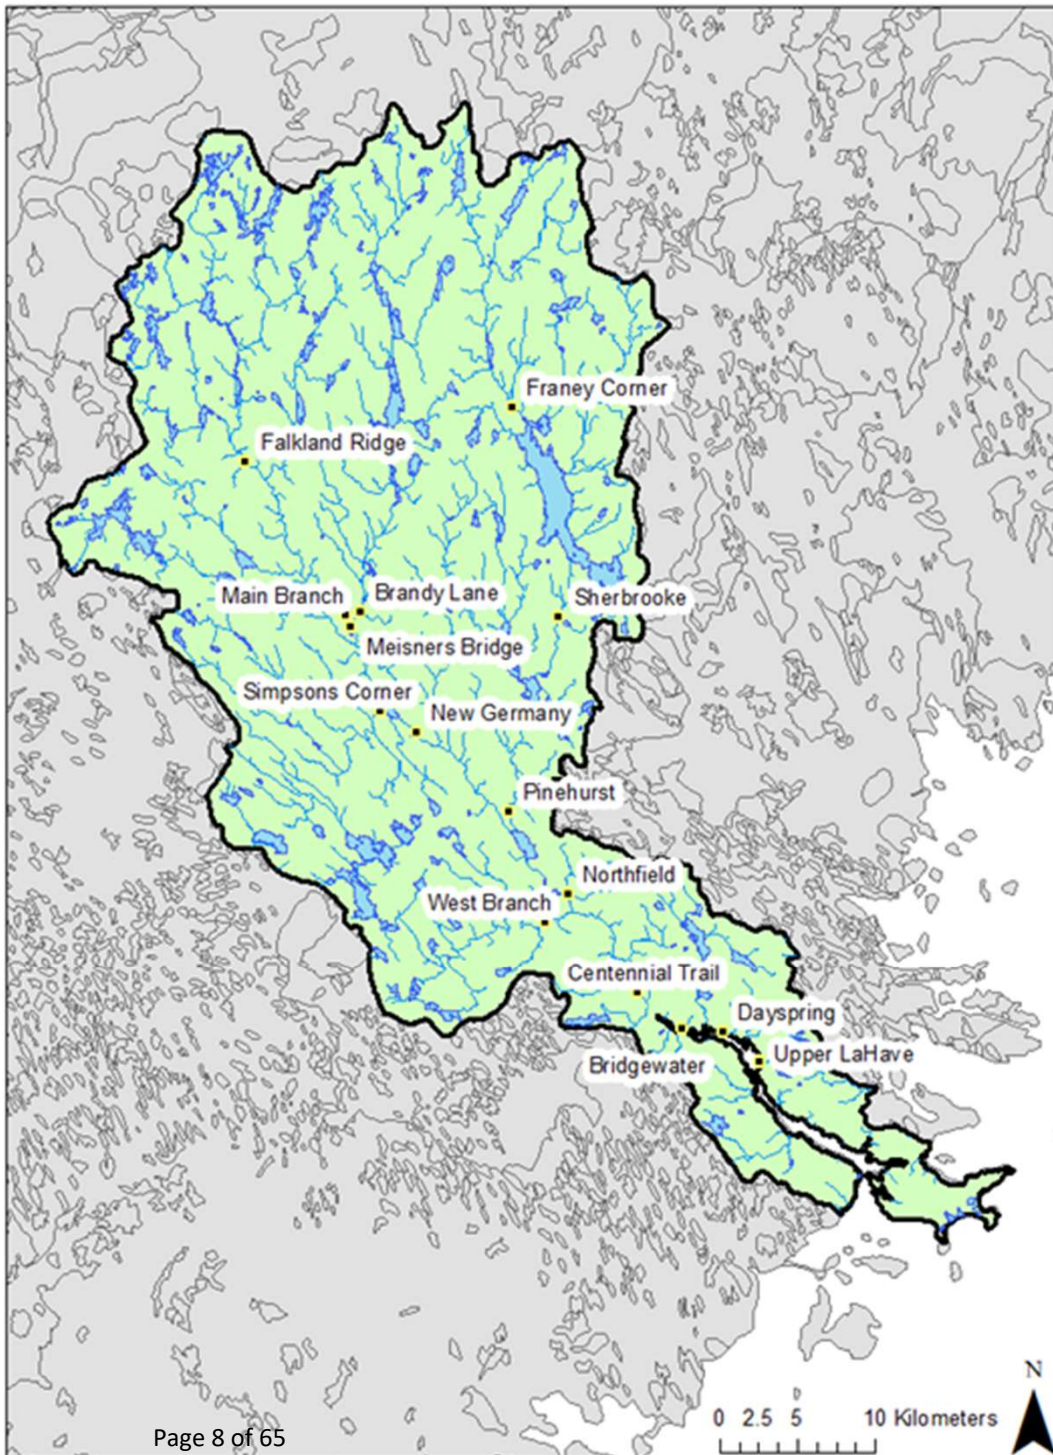 Franey Corner
Falkland Ridge
Main Branch
Brandy Lane
Sherbrooke
Meisners Bridge
Simpsons Corner
New Germany
Pinehurst
Northfield
West Branch
Centennial Trail
Dayspring
Upper LaHave
Bridgewater
N
0 2.5 5 10 Kilometers
Page 8 of 65